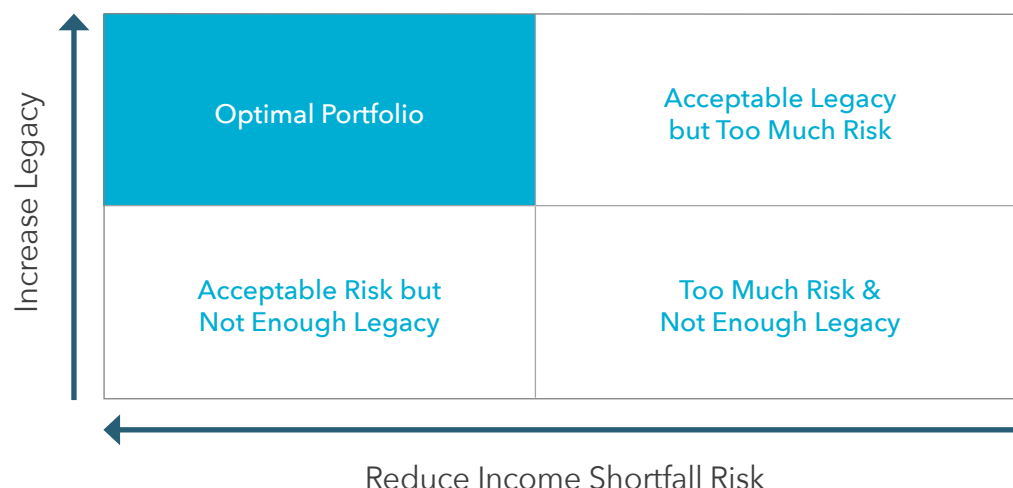 Increase Legacy
Optimal Portfolio
Acceptable Legacy
but Too Much Risk
Acceptable Risk but
Not Enough Legacy
Too Much Risk &
Not Enough Legacy
Reduce Income Shortfall Risk